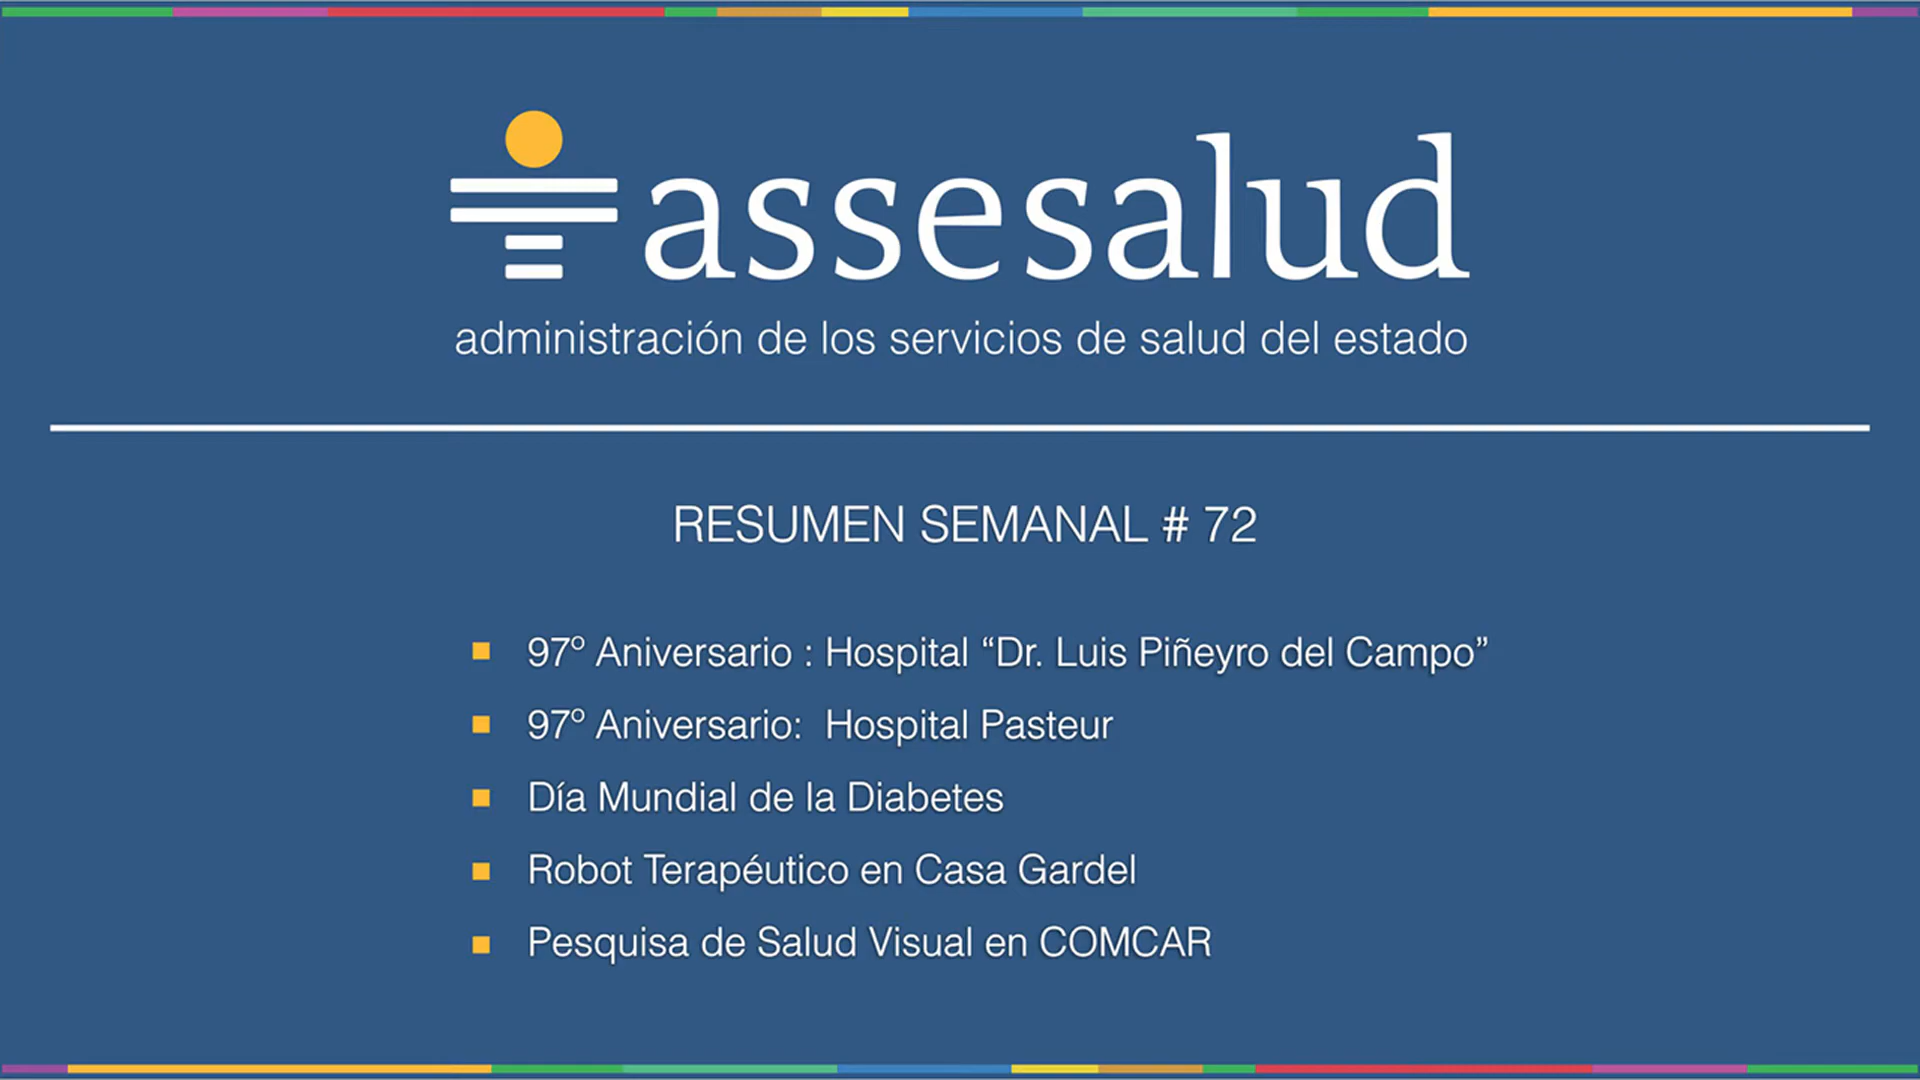 assesalud
administración de los servicios de salud del estado
RESUMEN SEMANAL # 72
97º Aniversario : Hospital “Dr. Luis Piñeyro del Campo”
97º Aniversario:  Hospital Pasteur
Día Mundial de la Diabetes
Robot Terapéutico en Casa Gardel
Pesquisa de Salud Visual en COMCAR